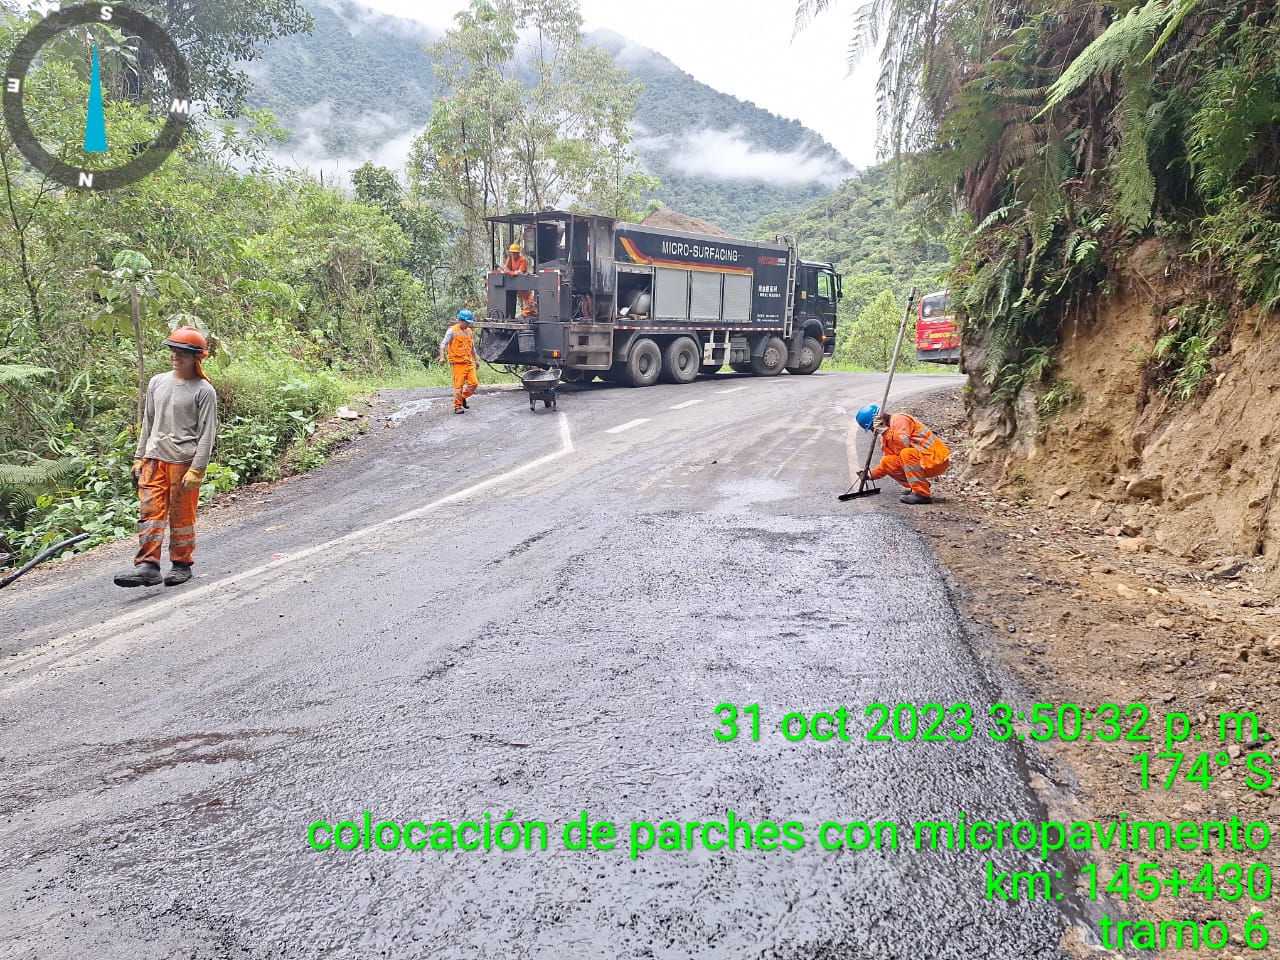 S
E
W
N
MICRO-SURFACING
31 oct 2023 3:50:32 p. m.
174° S
colocación de parches con micropavimento
km: 145+430
tramo 6